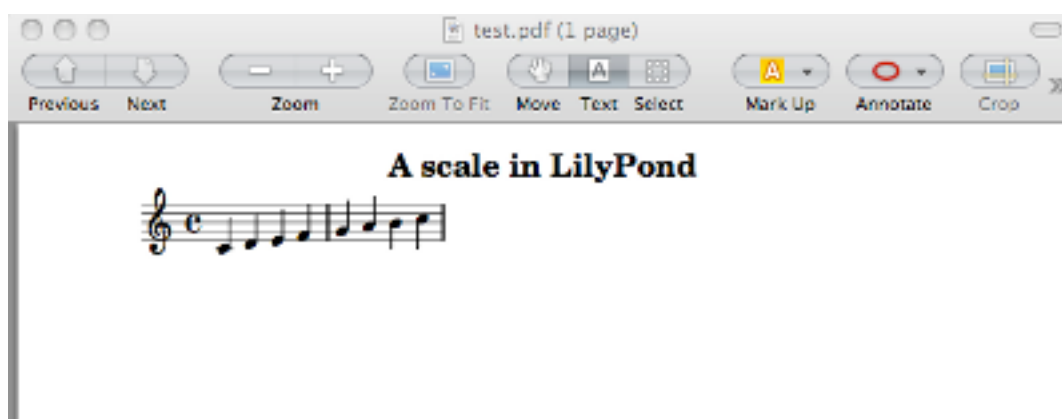 test.pdf (1 page)
Previous Next Zoom Zoom To Fit Move Text Select Mark Up Annotate Crop
A scale in LilyPond